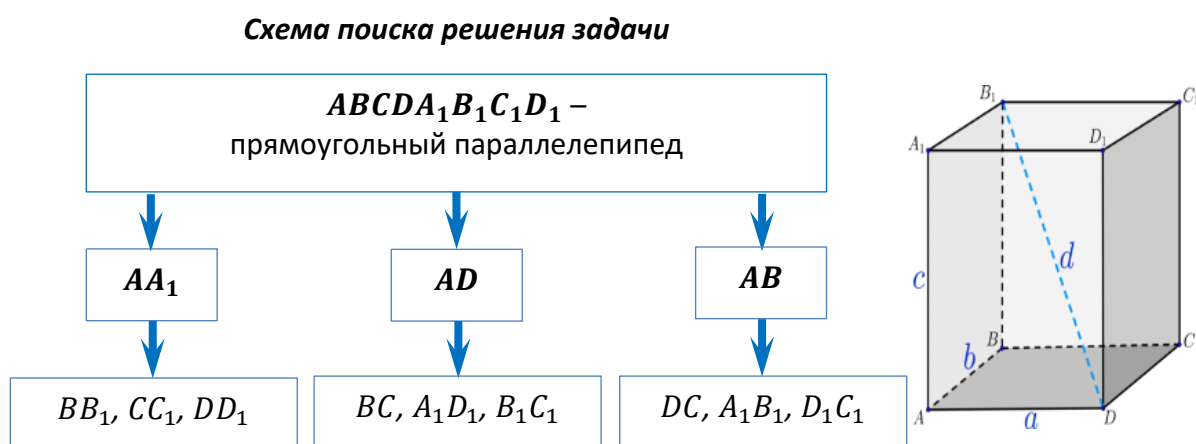 Схема поиска решения задачи
ABCDA₁B₁C₁D₁ –
прямоугольный параллелепипед
AA₁
AD
AB
BB₁, CC₁, DD₁
BC, A₁D₁, B₁C₁
DC, A₁B₁, D₁C₁
B₁
C₁
A₁
D₁
c
d
B
C
b
A
a
D